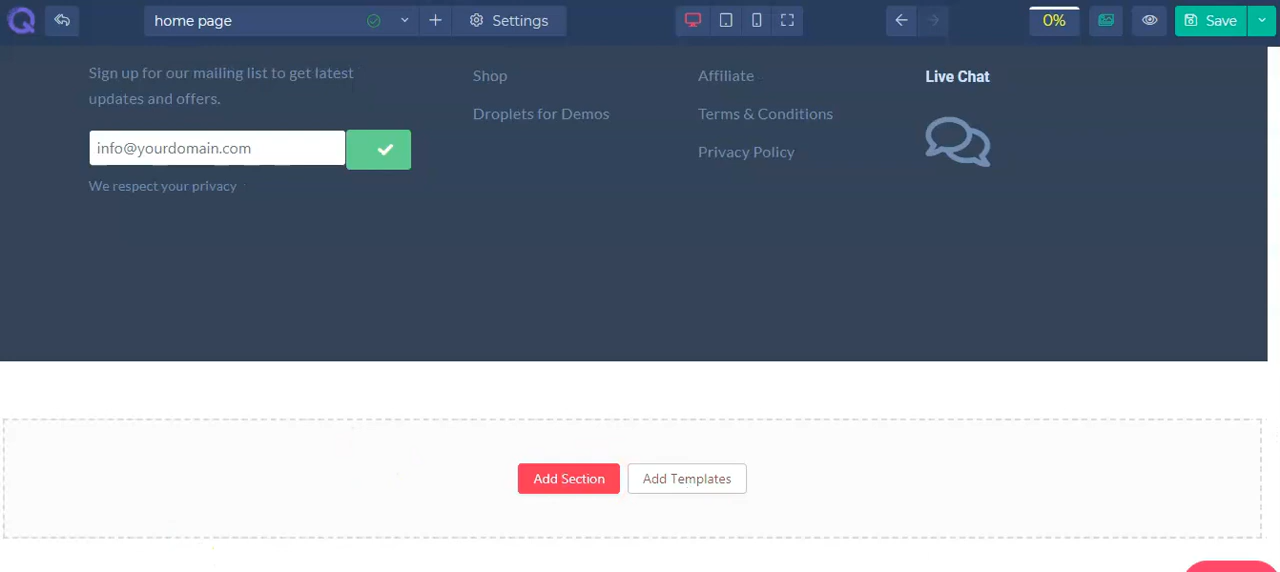 home page
Settings
0%
Save
Sign up for our mailing list to get latest
updates and offers.
info@yourdomain.com
We respect your privacy
Shop
Droplets for Demos
Affiliate
Terms & Conditions
Privacy Policy
Live Chat
Add Section
Add Templates